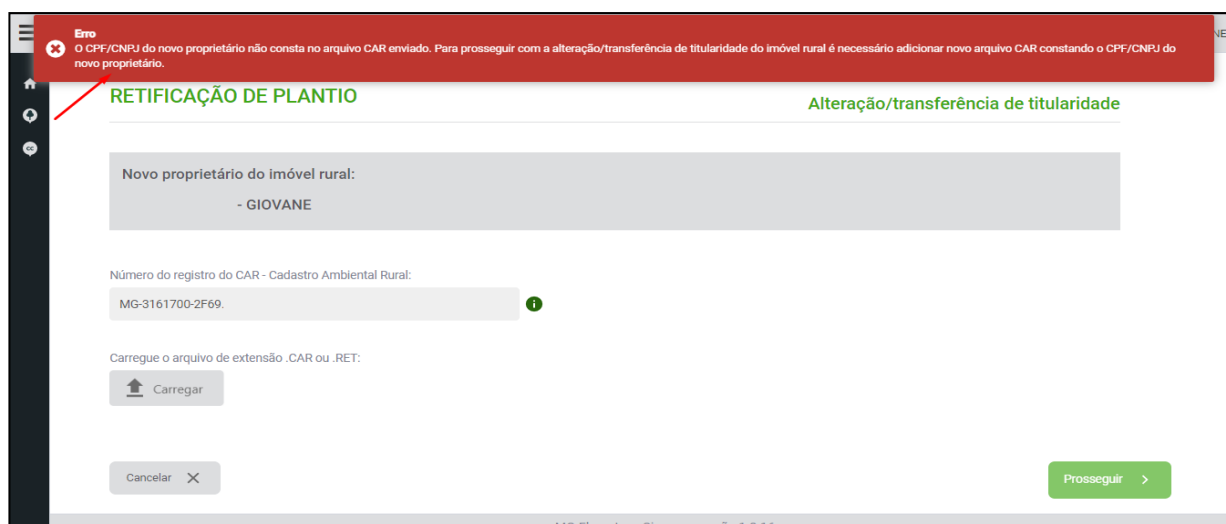 Erro
O CPF/CNPJ do novo proprietário não consta no arquivo CAR enviado. Para prosseguir com a alteração/transferência de titularidade do imóvel rural é necessário adicionar novo arquivo CAR constando o CPF/CNPJ do
novo proprietário.
RETIFICAÇÃO DE PLANTIO
Alteração/transferência de titularidade
Novo proprietário do imóvel rural:
- GIOVANE
Número do registro do CAR - Cadastro Ambiental Rural:
MG-3161700-2F69.
Carregue o arquivo de extensão .CAR ou .RET:
Carregar
Cancelar
Prosseguir